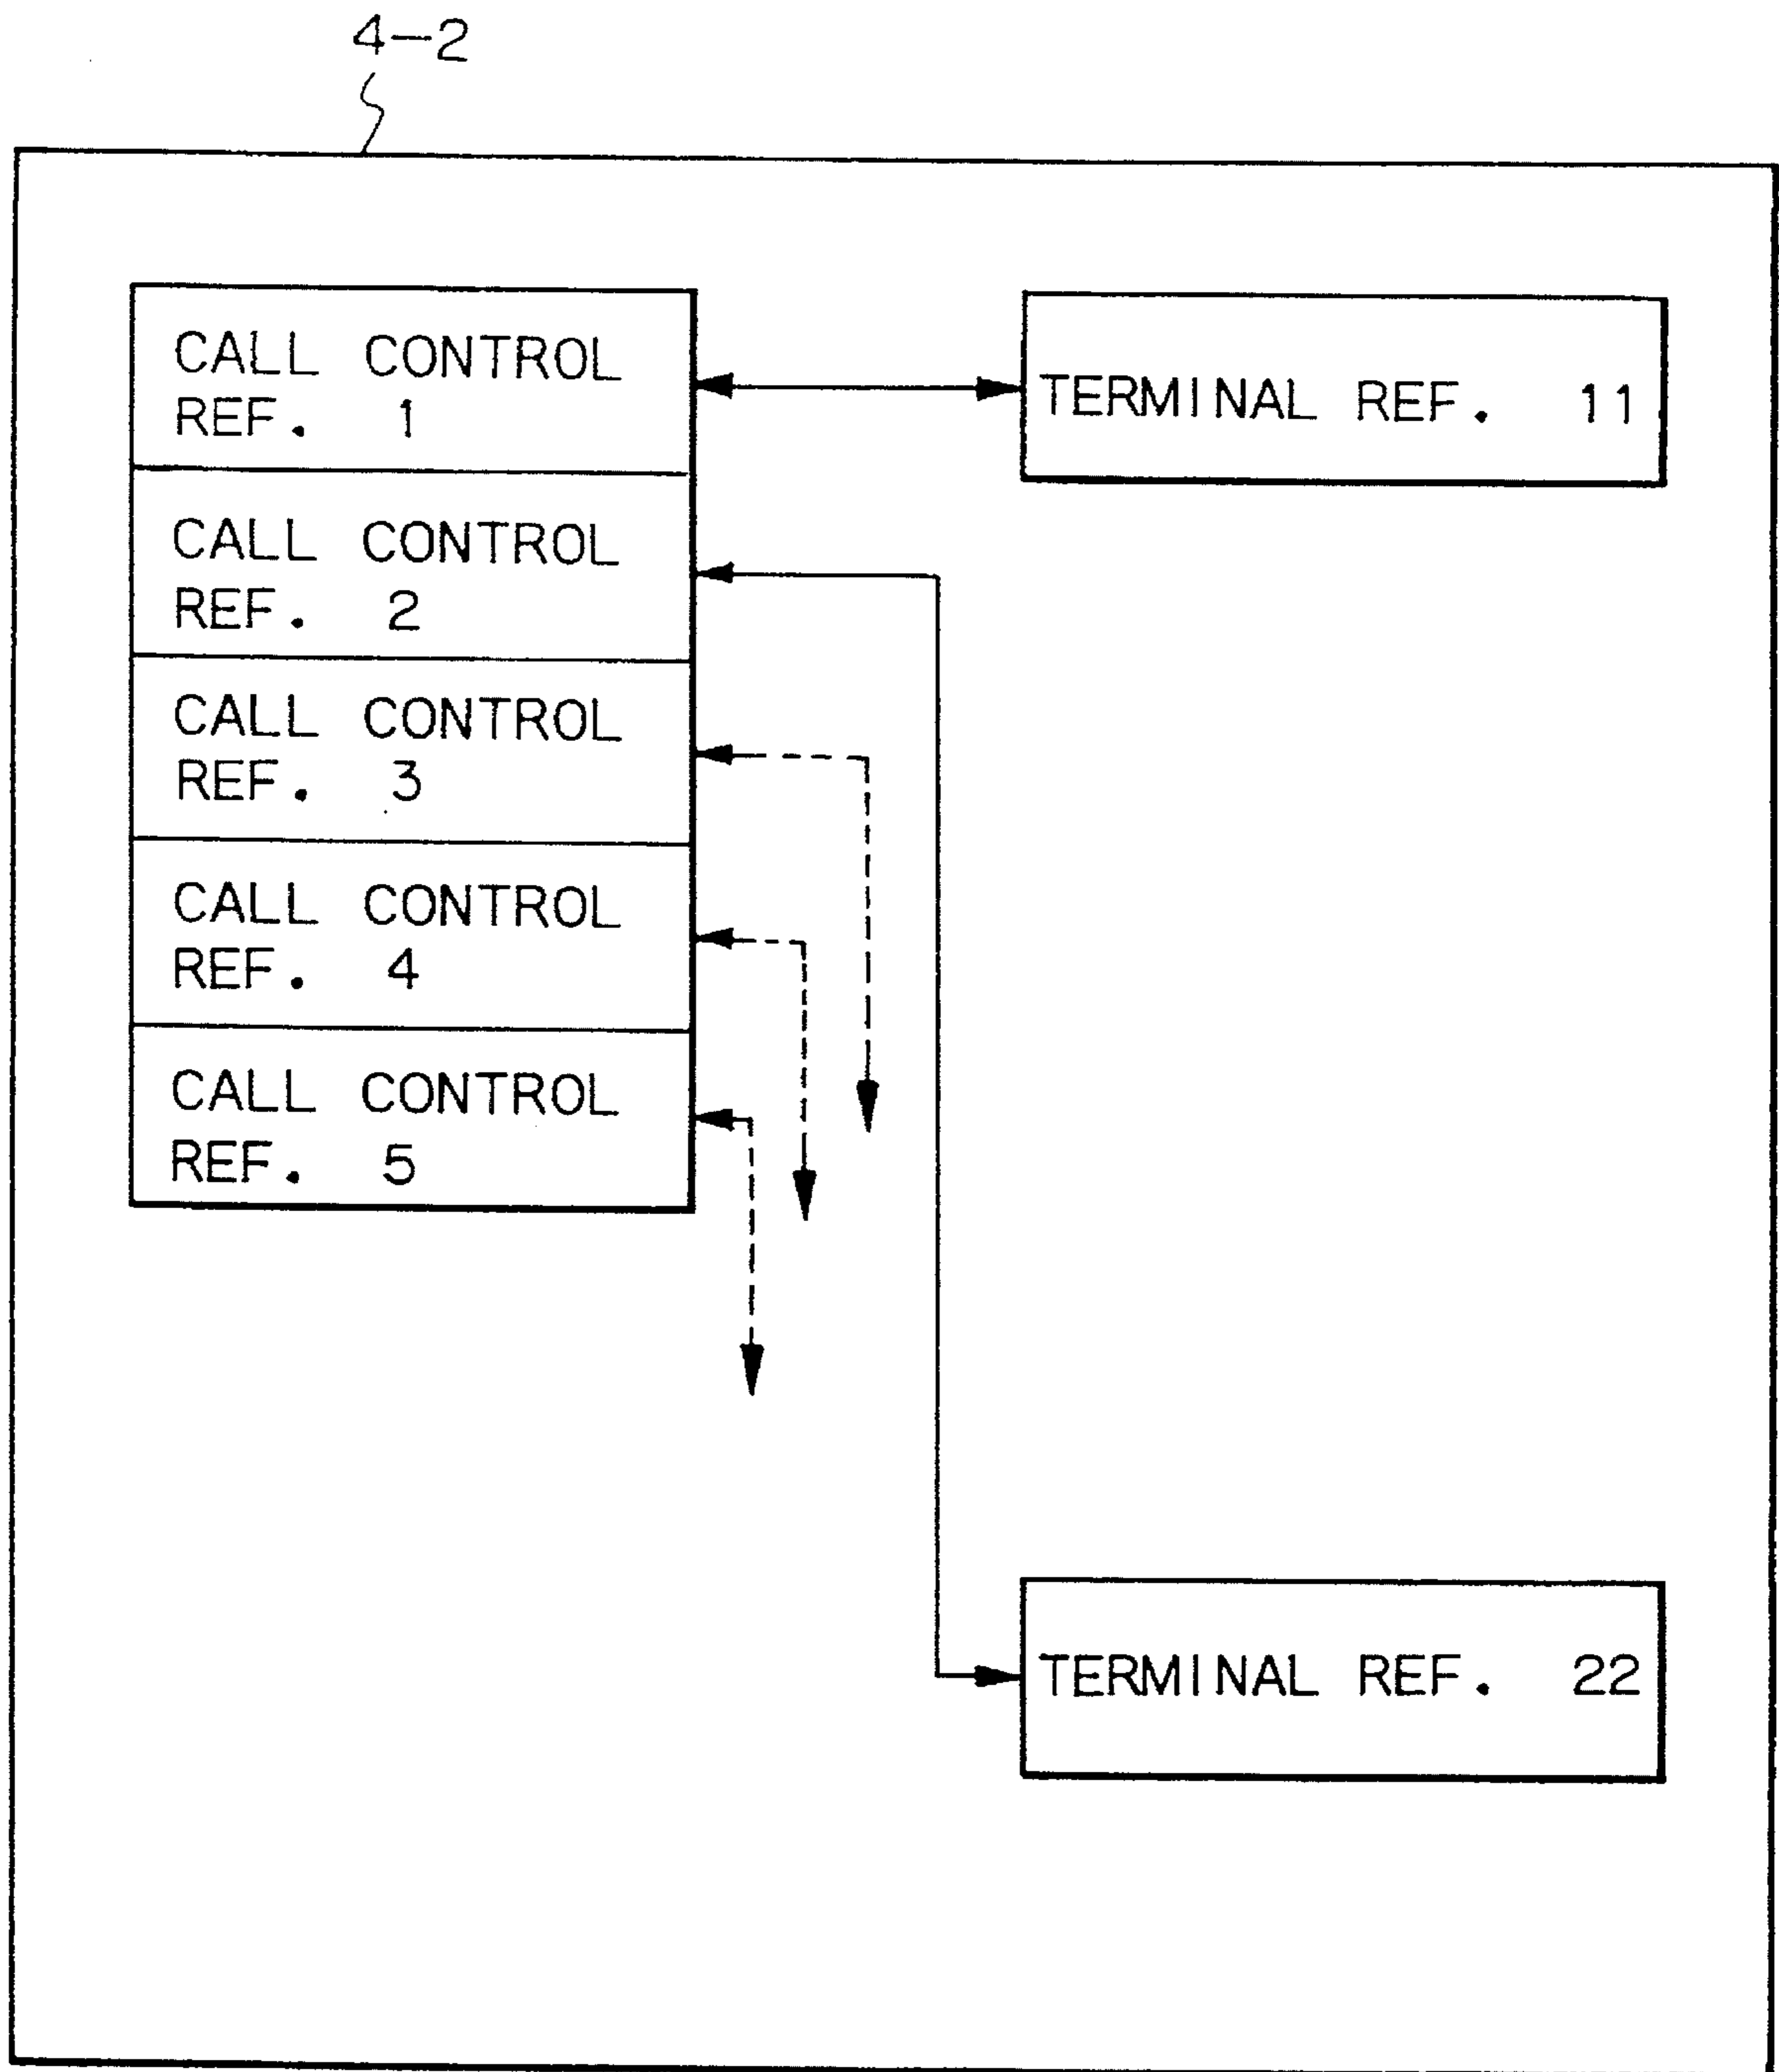 4-2
CALL CONTROL
REF. 1
TERMINAL REF. 11
CALL CONTROL
REF. 2
CALL CONTROL
REF. 3
CALL CONTROL
REF. 4
CALL CONTROL
REF. 5
TERMINAL REF. 22